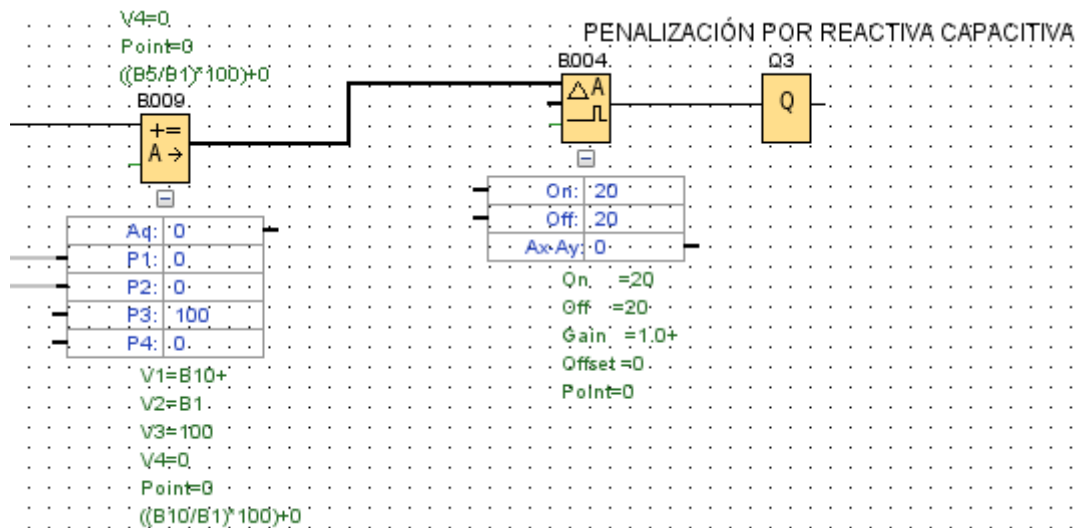 V4=0
Point=0
((B5/B1)*100)+0
B009
+=
A →
PENALIZACIÓN POR REACTIVA CAPACITIVA
B004
△A
Q3
Q
Aq: 0
P1: 0
P2: 0
P3: 100
P4: 0
On: 20
Off: 20
Ax-Ay: 0
On =20
Off =20
Gain =1.0+
Offset =0
Point=0
V1=B10+
V2=B1
V3=100
V4=0
Point=0
((B10/B1)*100)+0